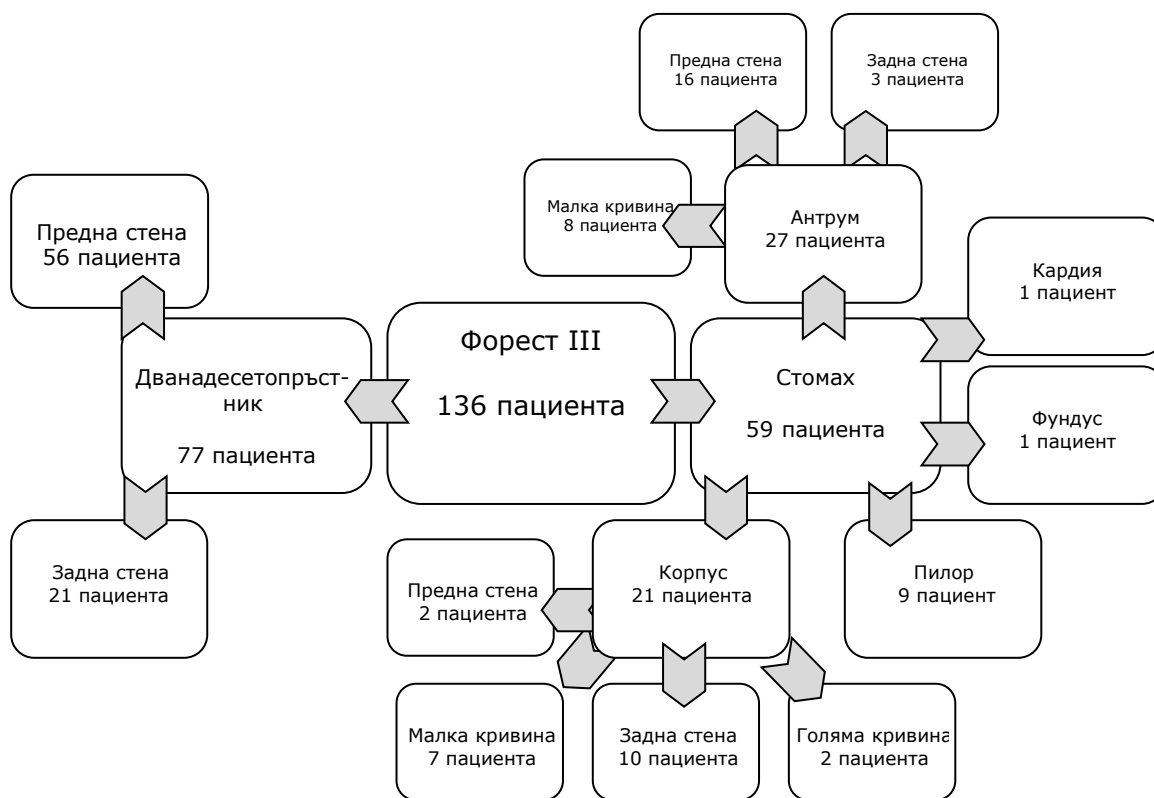 Предна стена
16 пациента
Задна стена
3 пациента
Малка кривина
8 пациента
Антрум
27 пациента
Предна стена
56 пациента
Кардия
1 пациент
Форест III
136 пациента
Дванадесетопръст-
ник
77 пациента
Стомах
59 пациента
Фундус
1 пациент
Задна стена
21 пациента
Предна стена
2 пациента
Корпус
21 пациента
Пилор
9 пациент
Малка кривина
7 пациента
Задна стена
10 пациента
Голяма кривина
2 пациента